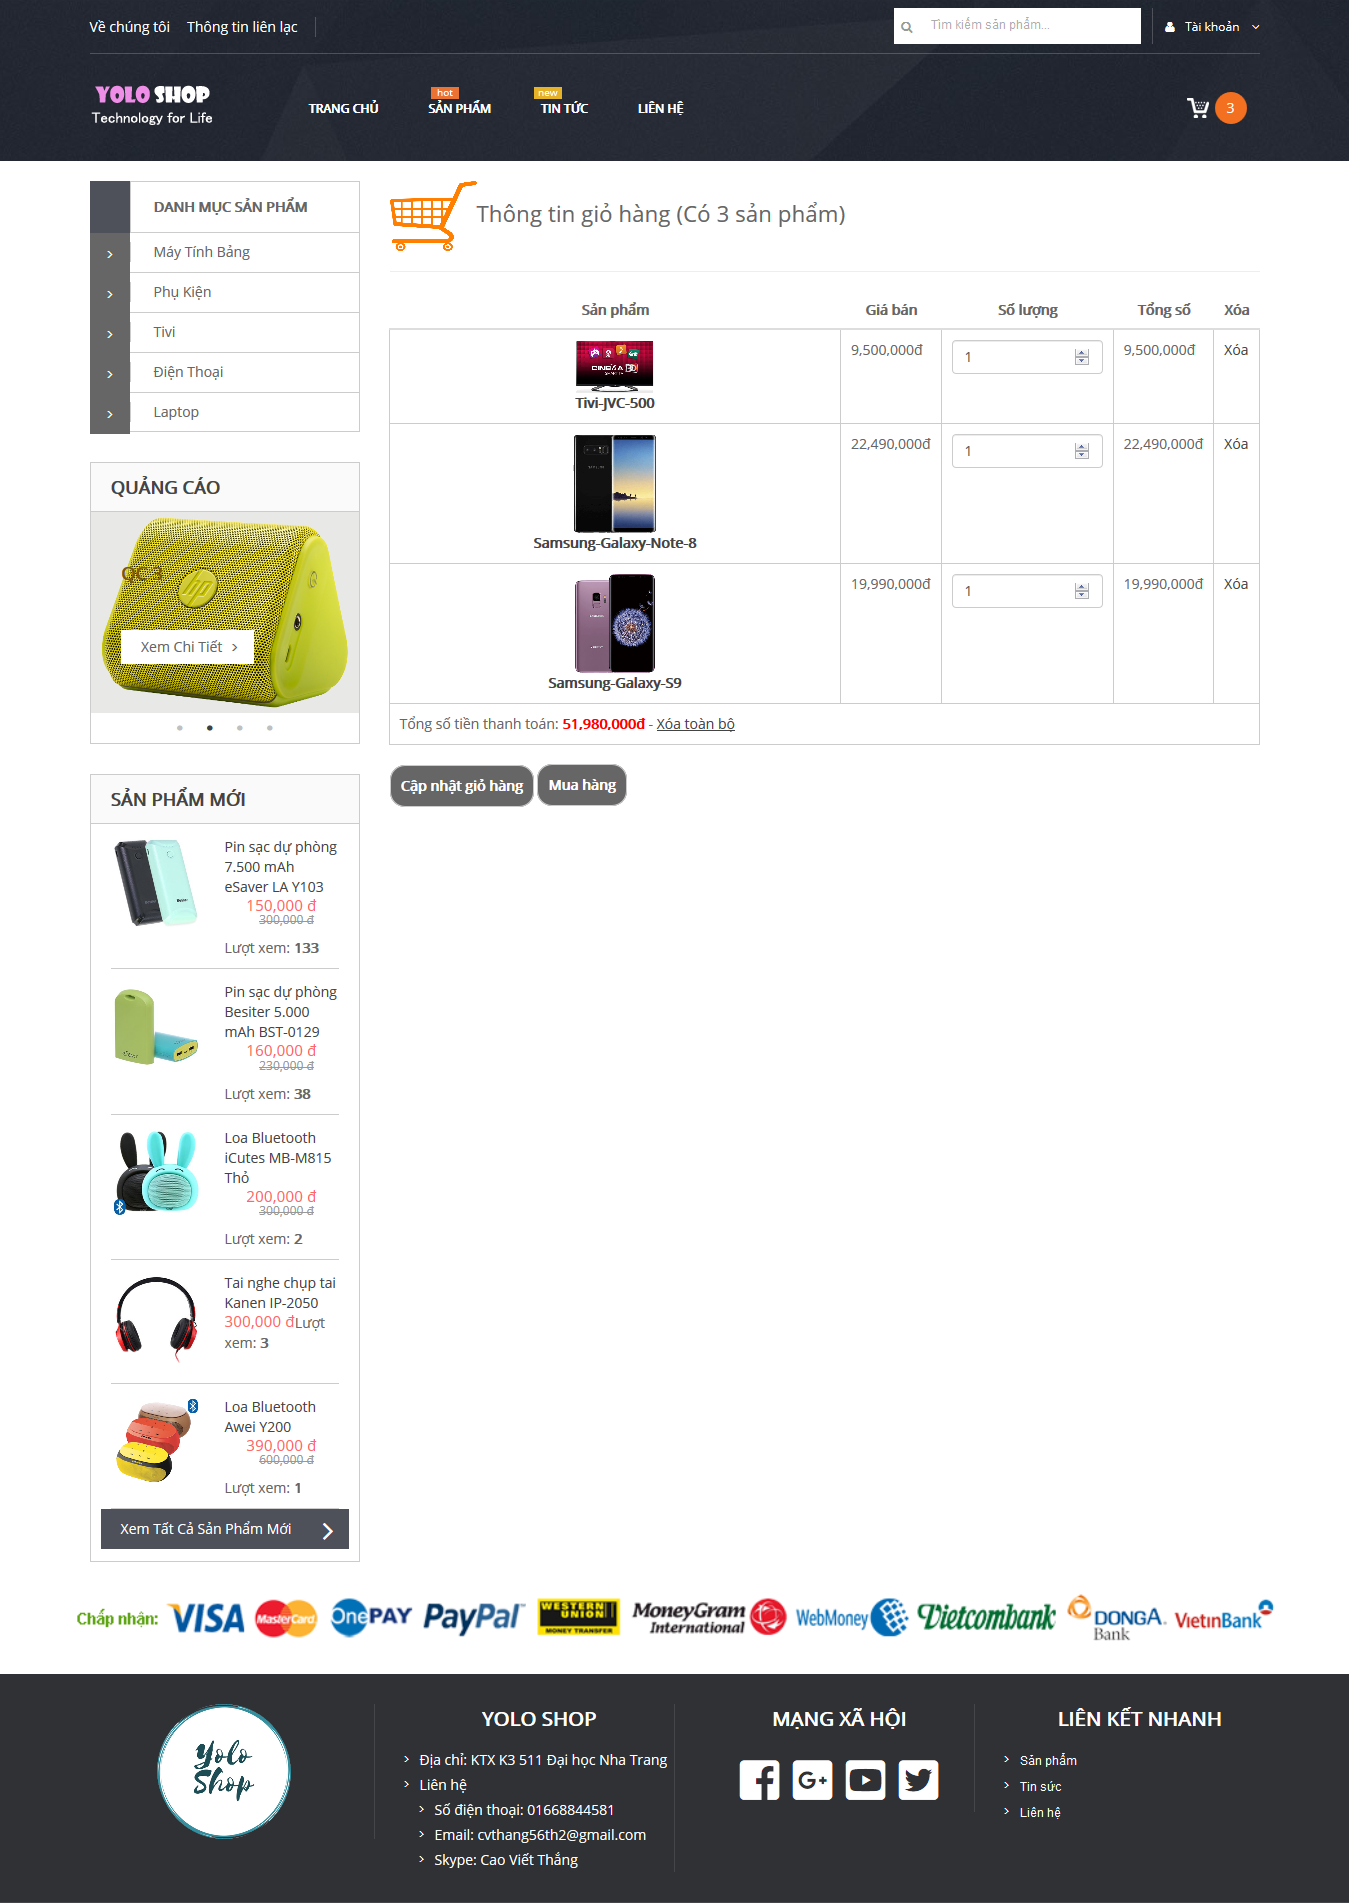 Về chúng tôi Thông tin liên lạc
Tìm kiếm sản phẩm...
Tài khoản
YOLO SHOP
Technology for Life
TRANG CHỦ
hot
SẢN PHẨM
new
TIN TỨC
LIÊN HỆ
3
DANH MỤC SẢN PHẨM
Máy Tính Bảng
Phụ Kiện
Tivi
Điện Thoại
Laptop
QUẢNG CÁO
QC 3
hp
Xem Chi Tiết
SẢN PHẨM MỚI
Pin sạc dự phòng
7.500 mAh
eSaver LA Y103
150,000 đ
300,000 đ
Lượt xem: 133
Pin sạc dự phòng
Besiter 5.000
mAh BST-0129
160,000 đ
230,000 đ
Lượt xem: 38
Loa Bluetooth
iCutes MB-M815
Thỏ
200,000 đ
300,000 đ
Lượt xem: 2
Tai nghe chụp tai
Kanen IP-2050
300,000 đLượt
xem: 3
Loa Bluetooth
Awei Y200
390,000 đ
600,000 đ
Lượt xem: 1
Xem Tất Cả Sản Phẩm Mới
Thông tin giỏ hàng (Có 3 sản phẩm)
Sản phẩm Giá bán Số lượng Tổng số Xóa
CINEMA 3D
Tivi-JVC-500
9,500,000đ 1 9,500,000đ Xóa
Samsung-Galaxy-Note-8
22,490,000đ 1 22,490,000đ Xóa
Samsung-Galaxy-S9
19,990,000đ 1 19,990,000đ Xóa
Tổng số tiền thanh toán: 51,980,000đ - Xóa toàn bộ
Cập nhật giỏ hàng Mua hàng
Chấp nhận: VISA MasterCard OnePAY PayPal WESTERN UNION MONEY TRANSFER MoneyGram International WebMoney Vietcombank DONGA Bank VietinBank
Yolo
Shop
YOLO SHOP
Địa chỉ: KTX K3 511 Đại học Nha Trang
Liên hệ
Số điện thoại: 01668844581
Email: cvthang56th2@gmail.com
Skype: Cao Viết Thắng
MẠNG XÃ HỘI
G+
LIÊN KẾT NHANH
Sản phẩm
Tin sức
Liên hệ